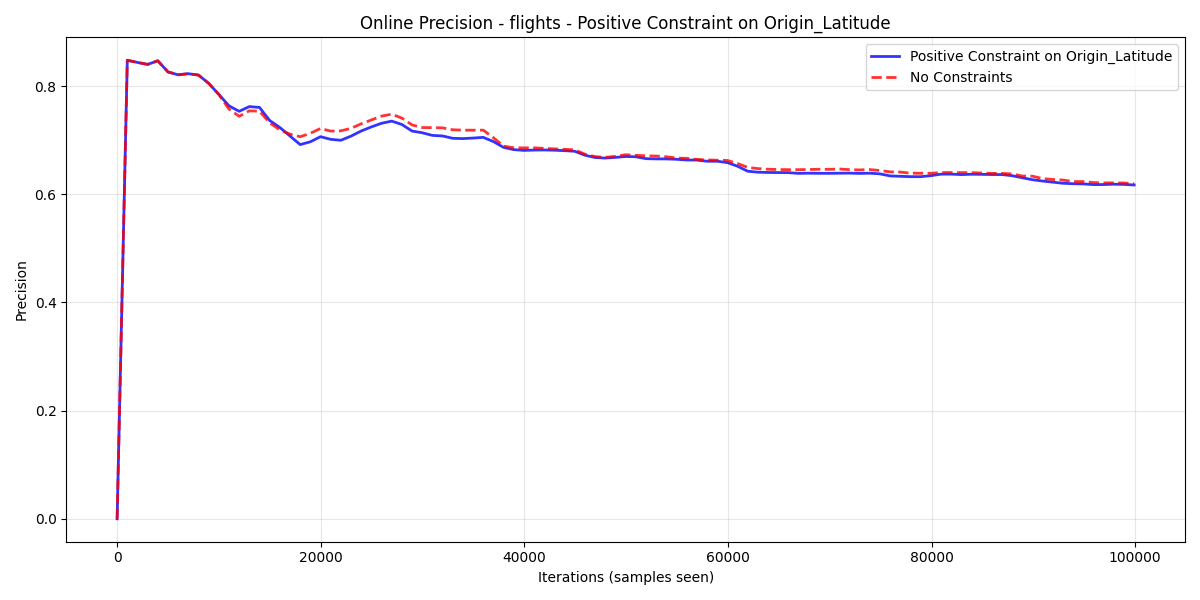 Online Precision - flights - Positive Constraint on Origin_Latitude
Positive Constraint on Origin_Latitude
No Constraints
Precision
0.8
0.6
0.4
0.2
0.0
0 20000 40000 60000 80000 100000
Iterations (samples seen)